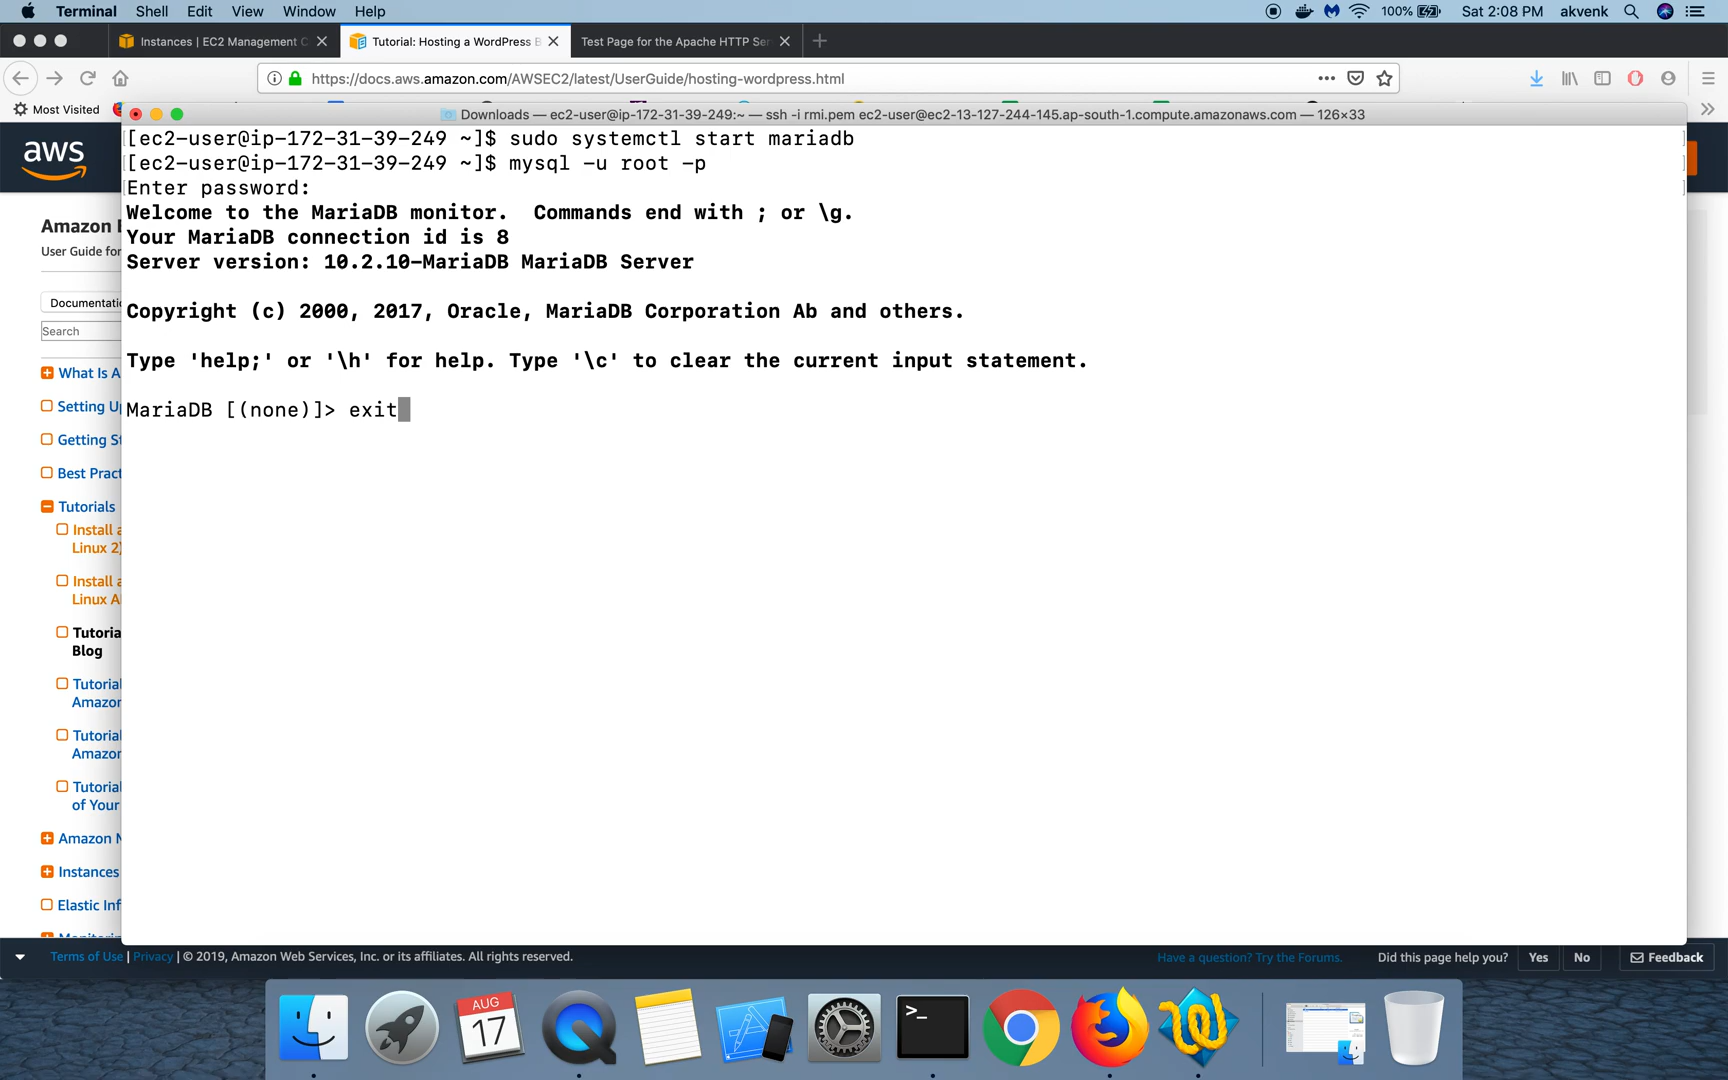 Terminal Shell Edit View Window Help 100% Sat 2:08 PM akvenk
Instances | EC2 Management C Tutorial: Hosting a WordPress B Test Page for the Apache HTTP Ser
https://docs.aws.amazon.com/AWSEC2/latest/UserGuide/hosting-wordpress.html
Most Visited
Downloads — ec2-user@ip-172-31-39-249:~ — ssh -i rmi.pem ec2-user@ec2-13-127-244-145.ap-south-1.compute.amazonaws.com — 126×33
[ec2-user@ip-172-31-39-249 ~]$ sudo systemctl start mariadb
[ec2-user@ip-172-31-39-249 ~]$ mysql -u root -p
Enter password:
Welcome to the MariaDB monitor.  Commands end with ; or \g.
Your MariaDB connection id is 8
Server version: 10.2.10-MariaDB MariaDB Server
Copyright (c) 2000, 2017, Oracle, MariaDB Corporation Ab and others.
Type 'help;' or '\h' for help. Type '\c' to clear the current input statement.
MariaDB [(none)]> exit
aws
Amazon E
User Guide for
Documentatio
Search
What Is A
Setting Up
Getting St
Best Pract
Tutorials
Install a
Linux 2)
Install a
Linux A
Tutoria
Blog
Tutorial
Amazon
Tutorial
Amazo
Tutorial
of Your
Amazon M
Instances
Elastic Inf
Terms of Use | Privacy | © 2019, Amazon Web Services, Inc. or its affiliates. All rights reserved.
Have a question? Try the Forums. Did this page help you? Yes No Feedback
AUG
17
>_